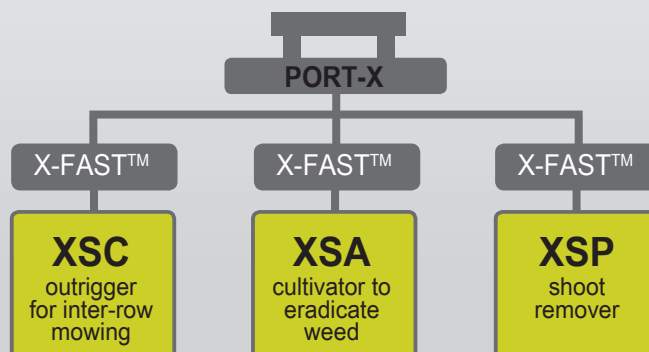 PORT-X
X-FAST™
X-FAST™
X-FAST™
XSC
outrigger
for inter-row
mowing
XSA
cultivator to
eradicate
weed
XSP
shoot
remover